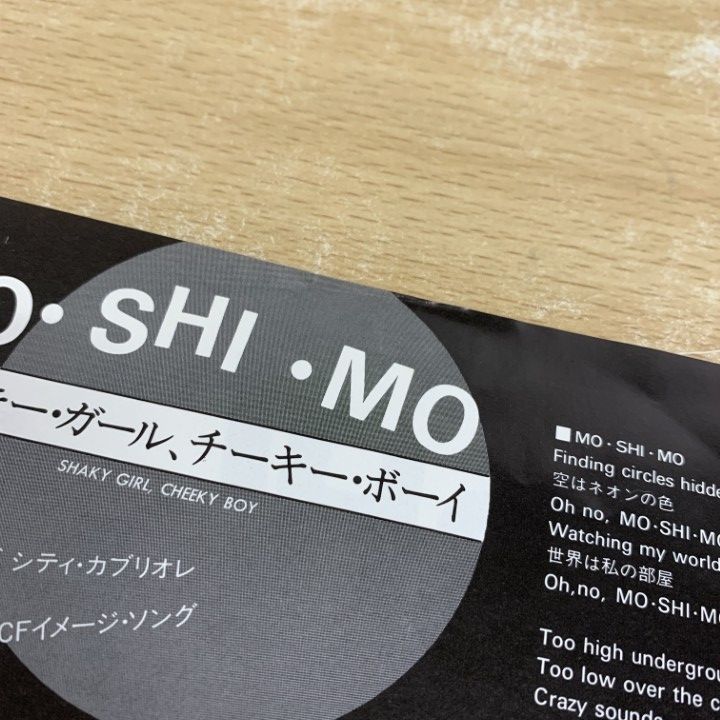 O・SHI・MO
キー・ガール、チーキー・ボーイ
SHAKY GIRL, CHEEKY BOY
シティ・カブリオレ
CFイメージ・ソング
■MO・SHI・MO
Finding circles hidde
空はネオンの色
Oh no, MO・SHI・MO
Watching my world
世界は私の部屋
Oh,no, MO・SHI・MO
Too high undergrou
Too low over the c
Crazy sounds